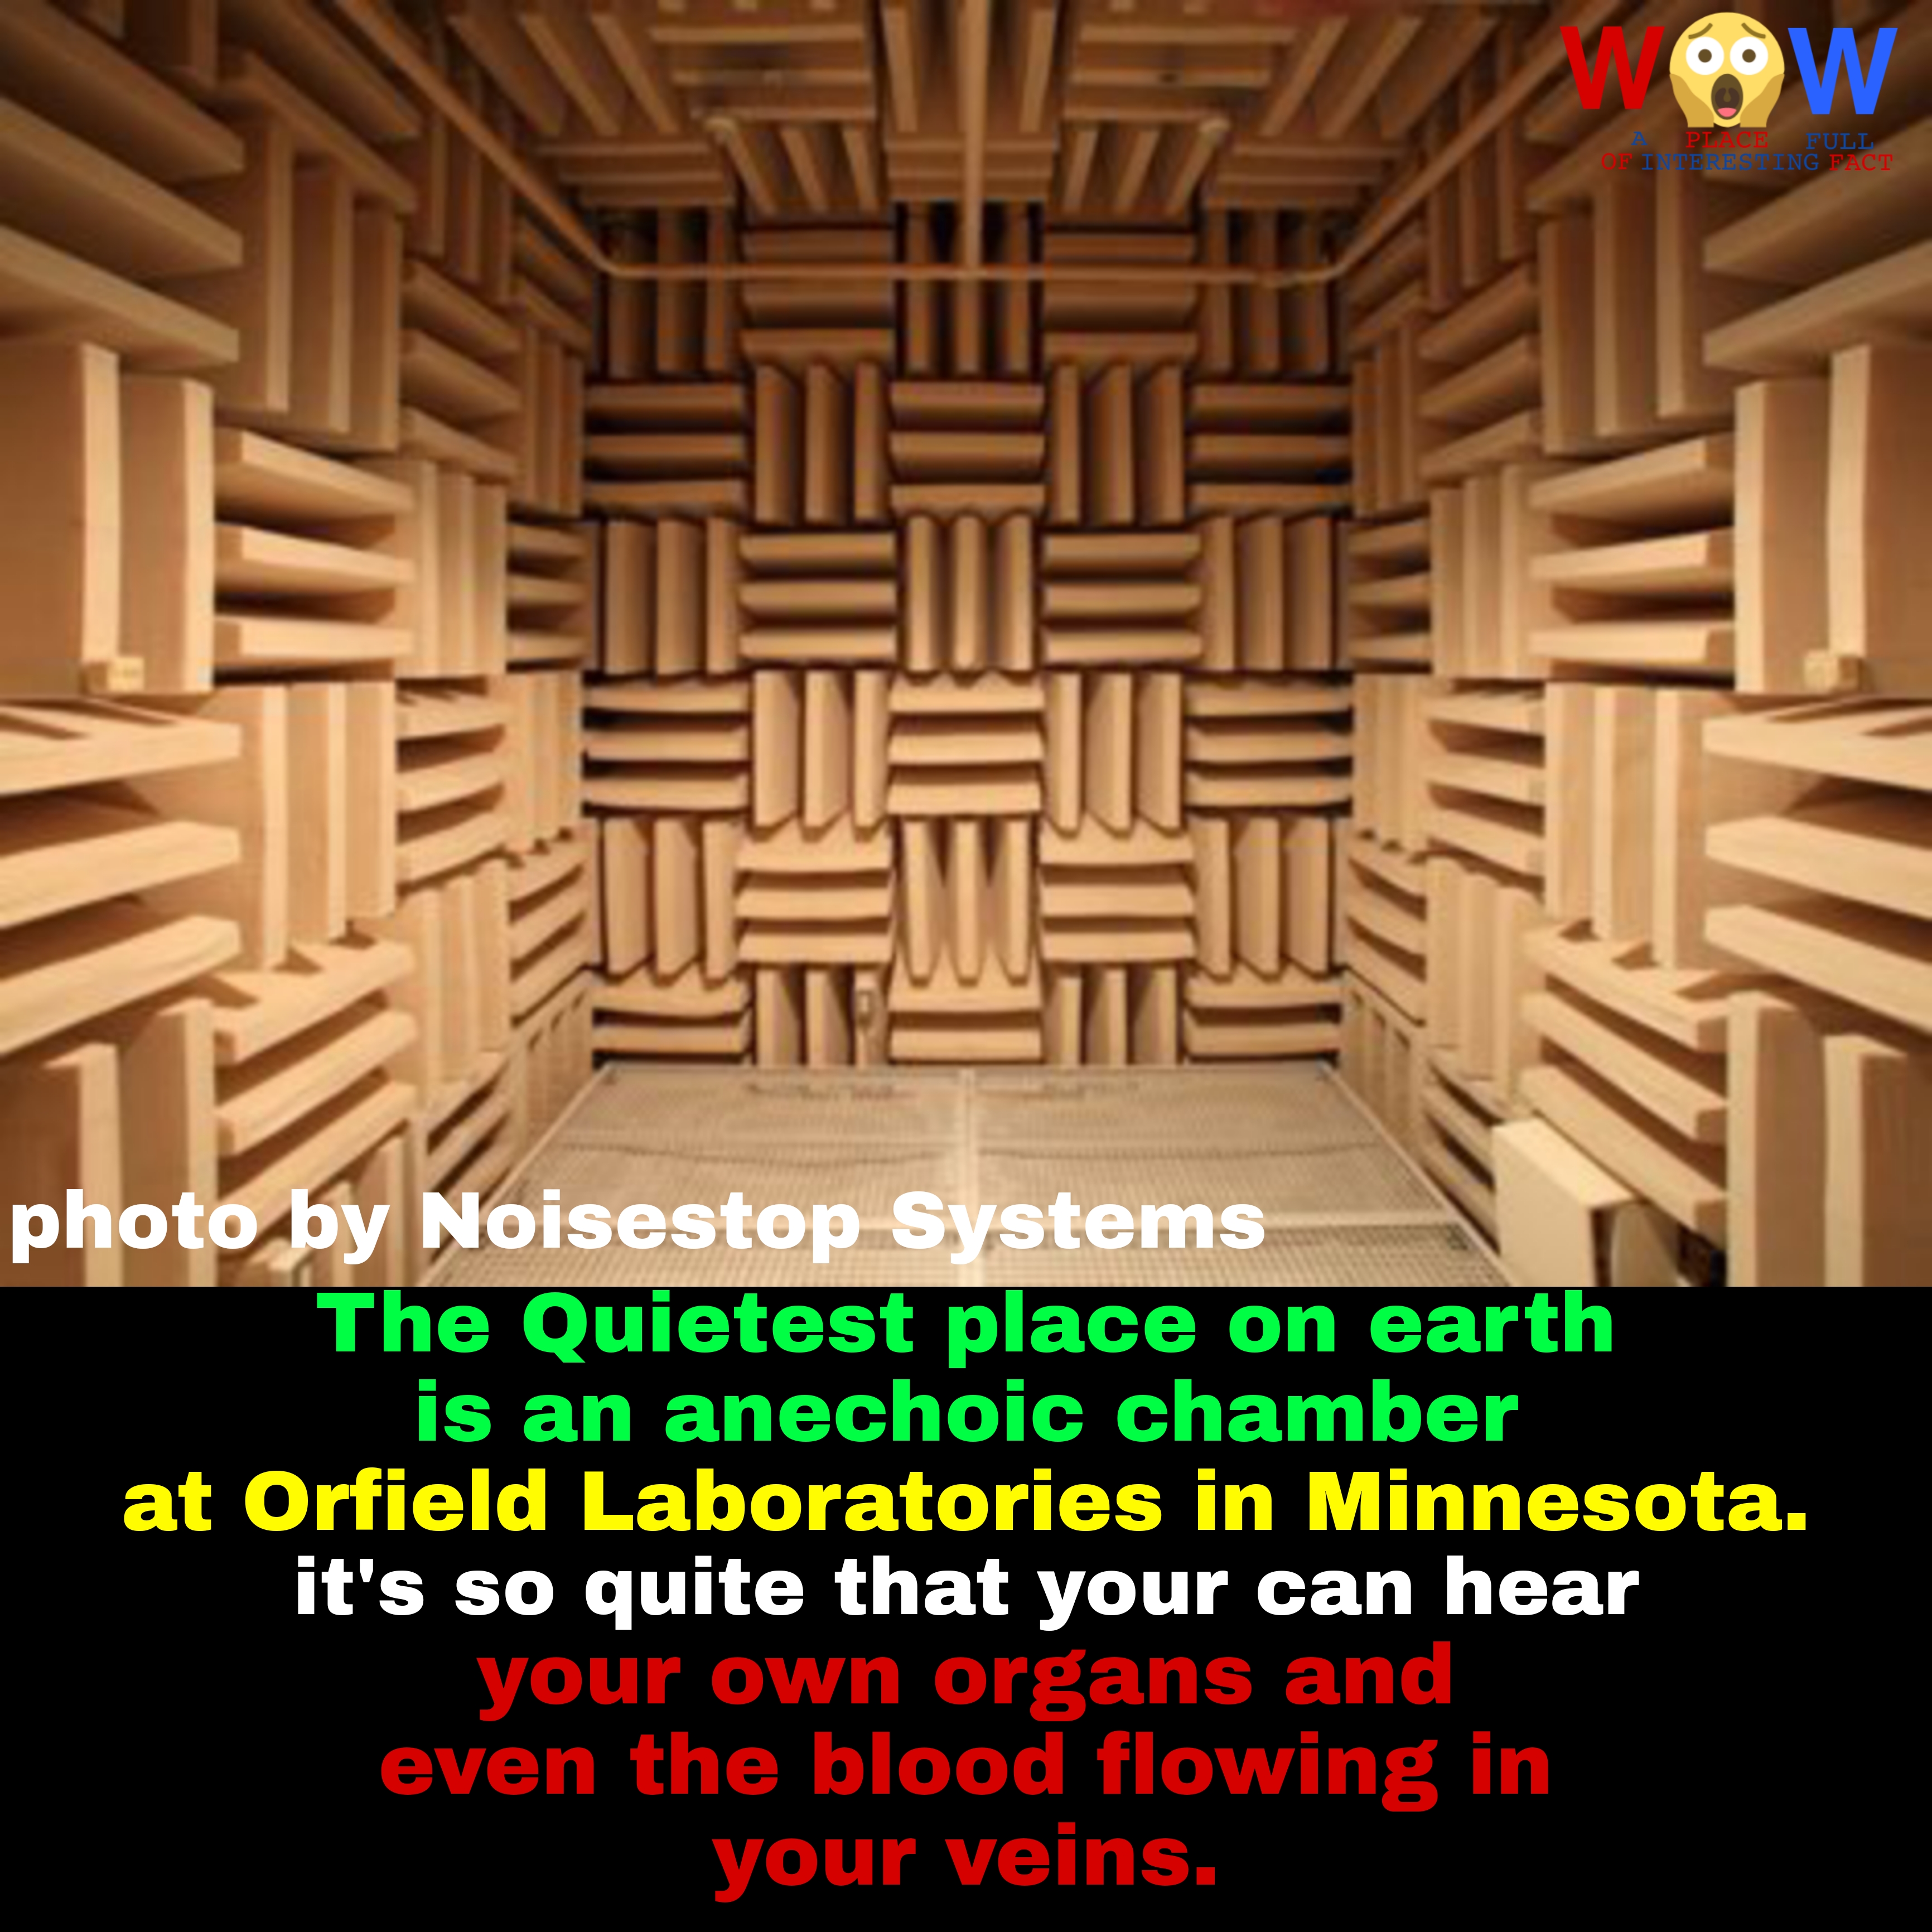 W😱W
A PLACE FULL
OF INTERESTING FACT
photo by Noisestop Systems
The Quietest place on earth
is an anechoic chamber
at Orfield Laboratories in Minnesota.
it's so quite that your can hear
your own organs and
even the blood flowing in
your veins.